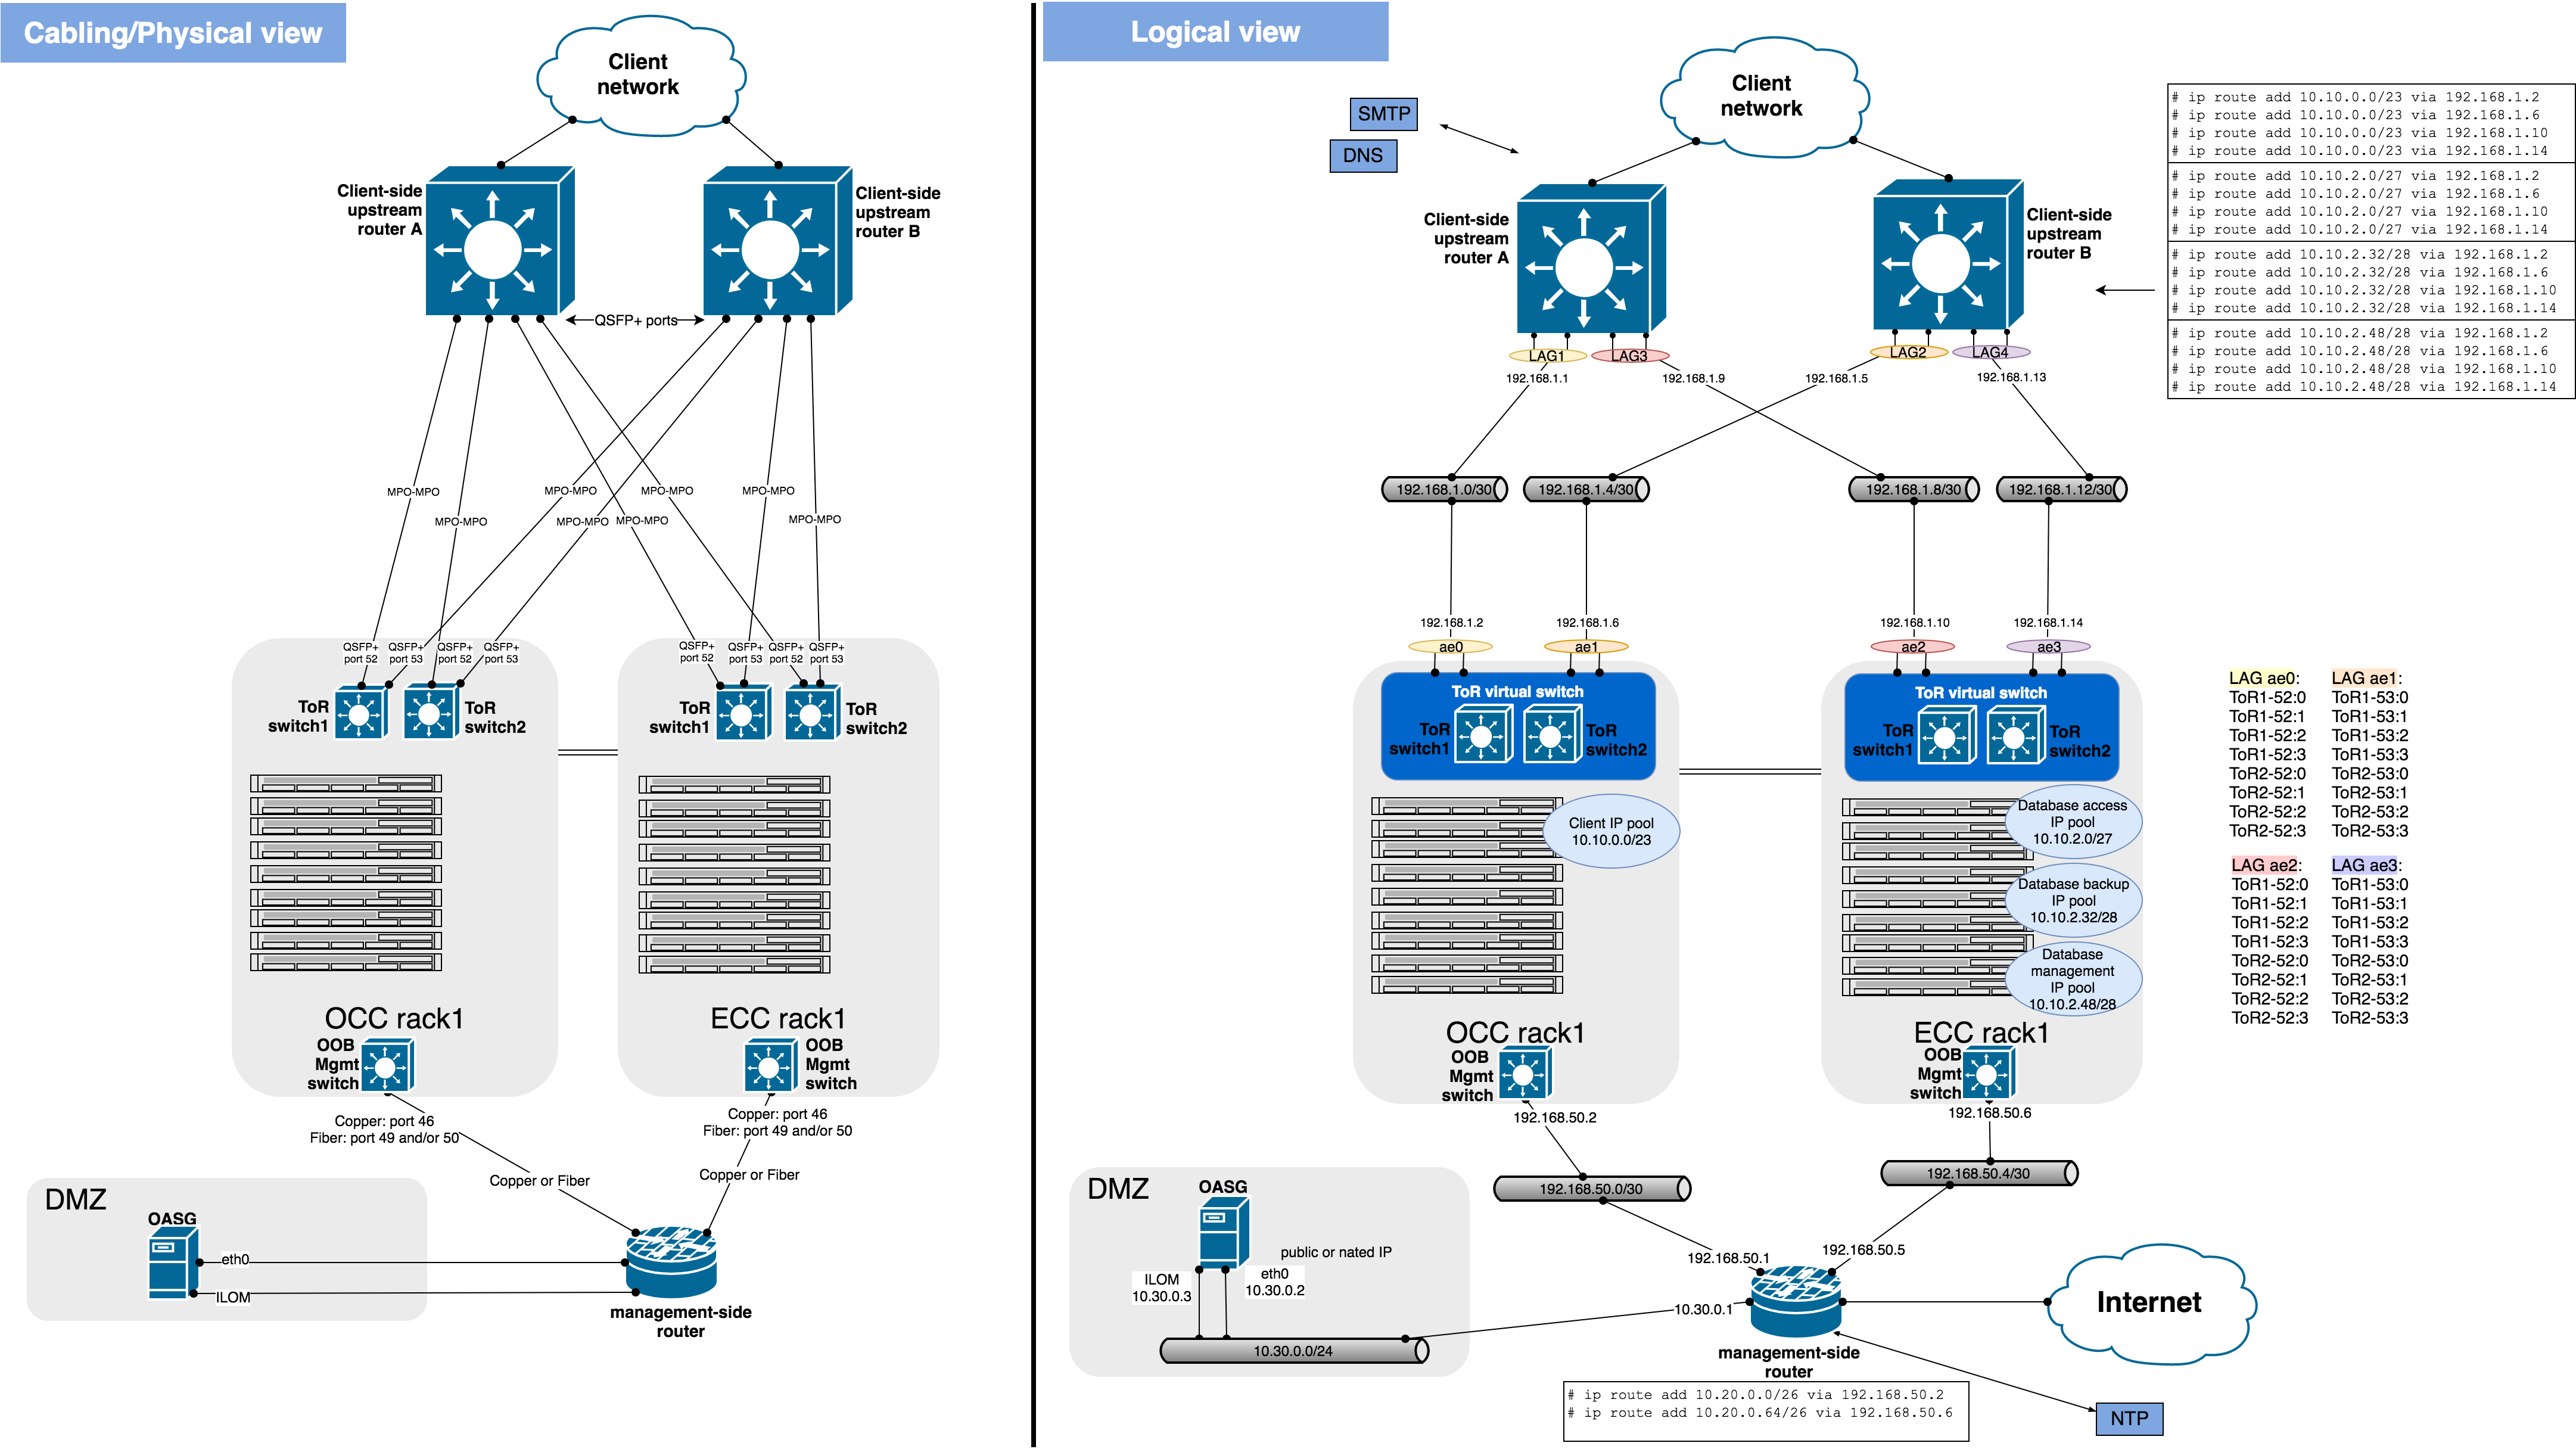 Cabling/Physical view
Client
network
Client-side
upstream
router A
Client-side
upstream
router B
QSFP+ ports
MPO-MPO
MPO-MPO
MPO-MPO
MPO-MPO
MPO-MPO
MPO-MPO
MPO-MPO
MPO-MPO
QSFP+
port 52
QSFP+
port 53
QSFP+
port 52
QSFP+
port 53
QSFP+
port 52
QSFP+
port 53
QSFP+
port 52
QSFP+
port 53
ToR
switch1
ToR
switch2
ToR
switch1
ToR
switch2
OCC rack1
ECC rack1
OOB
Mgmt
switch
OOB
Mgmt
switch
Copper: port 46
Fiber: port 49 and/or 50
Copper: port 46
Fiber: port 49 and/or 50
Copper or Fiber
Copper or Fiber
DMZ
OASG
eth0
ILOM
management-side
router
Logical view
SMTP
DNS
Client
network
Client-side
upstream
router A
Client-side
upstream
router B
# ip route add 10.10.0.0/23 via 192.168.1.2
# ip route add 10.10.0.0/23 via 192.168.1.6
# ip route add 10.10.0.0/23 via 192.168.1.10
# ip route add 10.10.0.0/23 via 192.168.1.14
# ip route add 10.10.2.0/27 via 192.168.1.2
# ip route add 10.10.2.0/27 via 192.168.1.6
# ip route add 10.10.2.0/27 via 192.168.1.10
# ip route add 10.10.2.0/27 via 192.168.1.14
# ip route add 10.10.2.32/28 via 192.168.1.2
# ip route add 10.10.2.32/28 via 192.168.1.6
# ip route add 10.10.2.32/28 via 192.168.1.10
# ip route add 10.10.2.32/28 via 192.168.1.14
# ip route add 10.10.2.48/28 via 192.168.1.2
# ip route add 10.10.2.48/28 via 192.168.1.6
# ip route add 10.10.2.48/28 via 192.168.1.10
# ip route add 10.10.2.48/28 via 192.168.1.14
LAG1
LAG3
LAG2
LAG4
192.168.1.1
192.168.1.9
192.168.1.5
192.168.1.13
192.168.1.0/30
192.168.1.4/30
192.168.1.8/30
192.168.1.12/30
192.168.1.2
192.168.1.6
192.168.1.10
192.168.1.14
ae0
ae1
ae2
ae3
ToR virtual switch
ToR
switch1
ToR
switch2
ToR virtual switch
ToR
switch1
ToR
switch2
Client IP pool
10.10.0.0/23
Database access
IP pool
10.10.2.0/27
Database backup
IP pool
10.10.2.32/28
Database
management
IP pool
10.10.2.48/28
LAG ae0:
ToR1-52:0
ToR1-52:1
ToR1-52:2
ToR1-52:3
ToR2-52:0
ToR2-52:1
ToR2-52:2
ToR2-52:3
LAG ae1:
ToR1-53:0
ToR1-53:1
ToR1-53:2
ToR1-53:3
ToR2-53:0
ToR2-53:1
ToR2-53:2
ToR2-53:3
LAG ae2:
ToR1-52:0
ToR1-52:1
ToR1-52:2
ToR1-52:3
ToR2-52:0
ToR2-52:1
ToR2-52:2
ToR2-52:3
LAG ae3:
ToR1-53:0
ToR1-53:1
ToR1-53:2
ToR1-53:3
ToR2-53:0
ToR2-53:1
ToR2-53:2
ToR2-53:3
OCC rack1
ECC rack1
OOB
Mgmt
switch
OOB
Mgmt
switch
192.168.50.2
192.168.50.6
192.168.50.0/30
192.168.50.4/30
192.168.50.1
192.168.50.5
DMZ
OASG
public or nated IP
ILOM
10.30.0.3
eth0
10.30.0.2
10.30.0.0/24
10.30.0.1
Internet
management-side
router
# ip route add 10.20.0.0/26 via 192.168.50.2
# ip route add 10.20.0.64/26 via 192.168.50.6
NTP